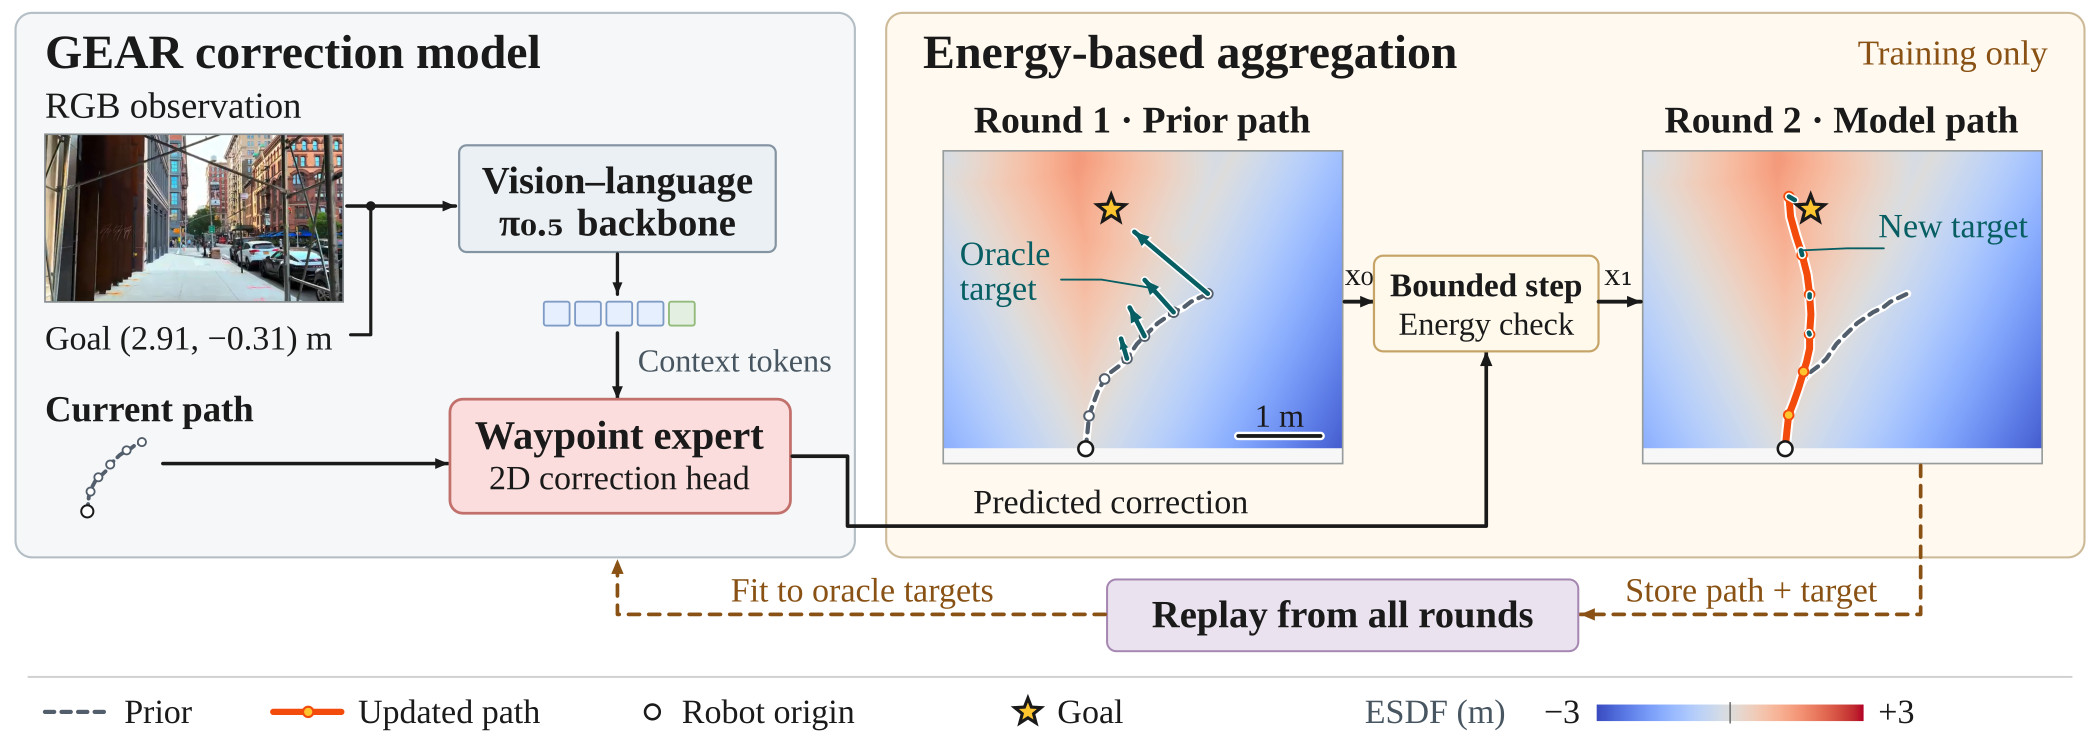 GEAR correction model
RGB observation
Goal (2.91, −0.31) m
Current path
Vision–language
π₀.₅ backbone
Context tokens
Waypoint expert
2D correction head
Energy-based aggregation
Training only
Round 1 · Prior path
Oracle
target
1 m
Predicted correction
x₀
Bounded step
Energy check
x₁
Round 2 · Model path
New target
Fit to oracle targets
Replay from all rounds
Store path + target
Prior
Updated path
Robot origin
Goal
ESDF (m)
−3
+3